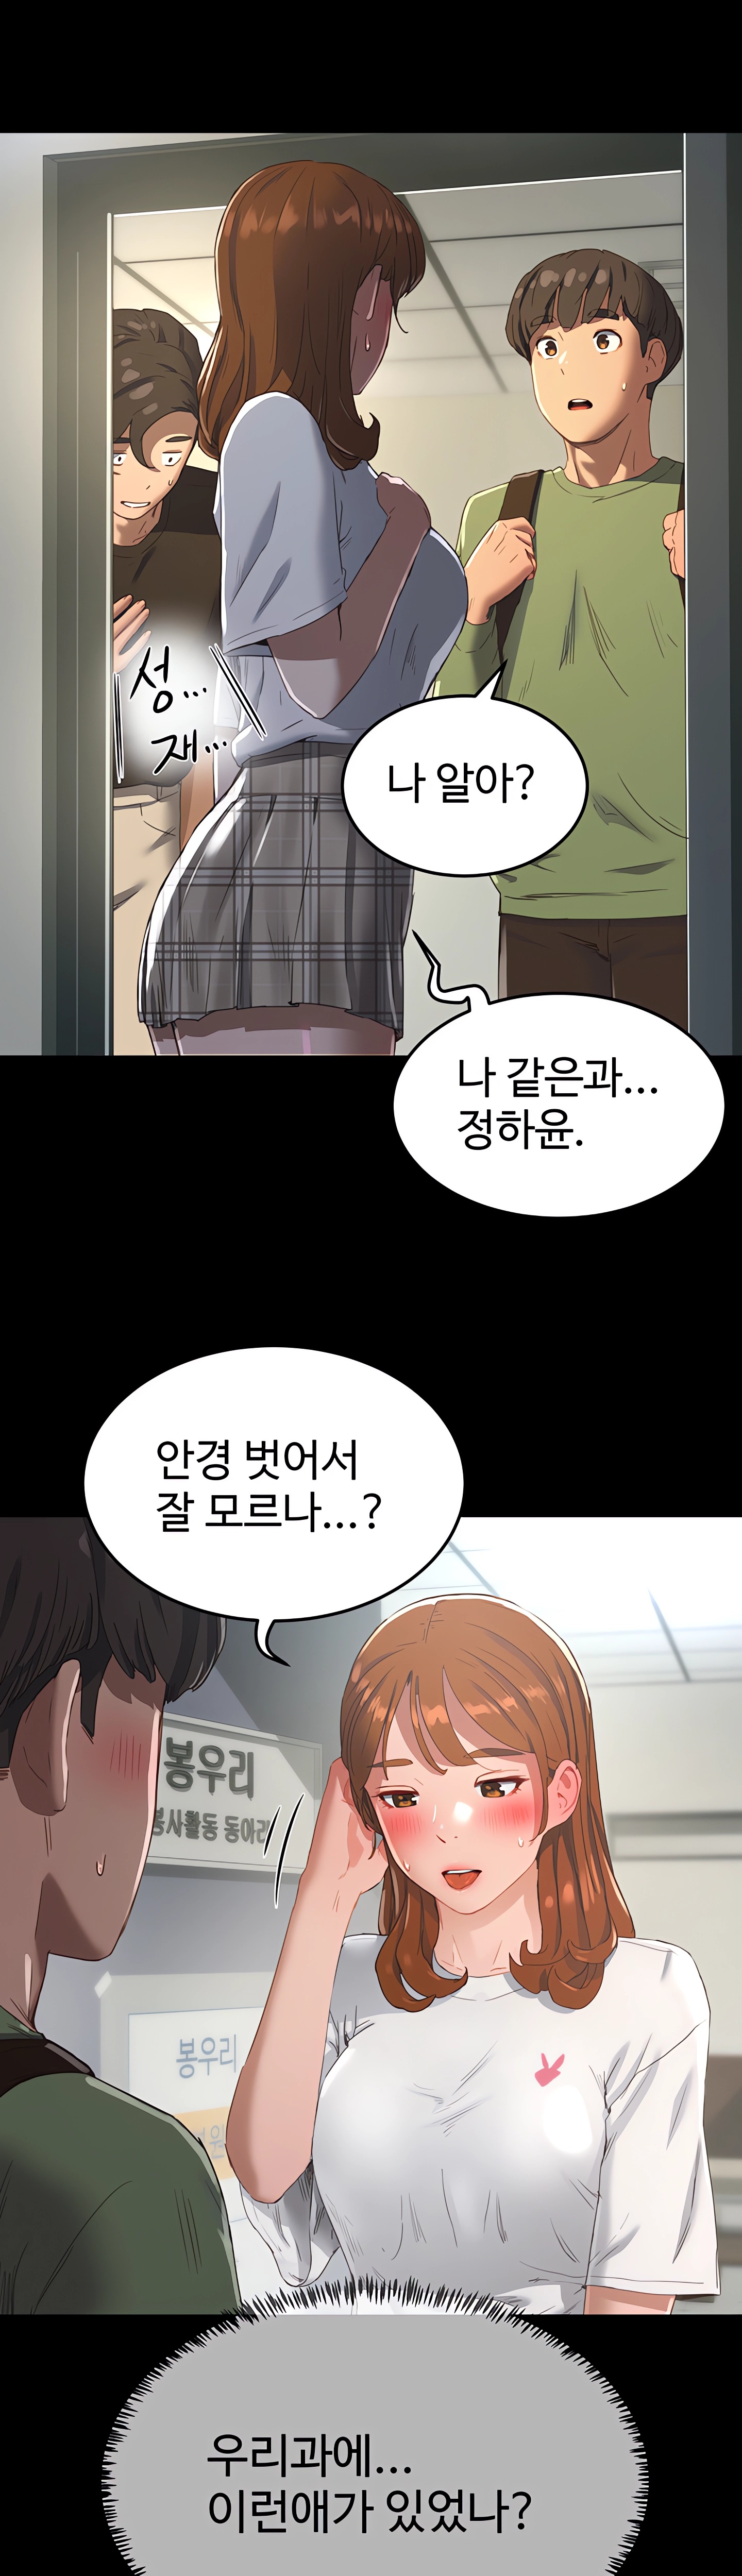 성...
재...
나 알아?
나 같은과...
정하윤.
안경 벗어서
잘 모르나...?
봉우리
봉사활동 동아리
봉우리
우리과에...
이런애가 있었나?